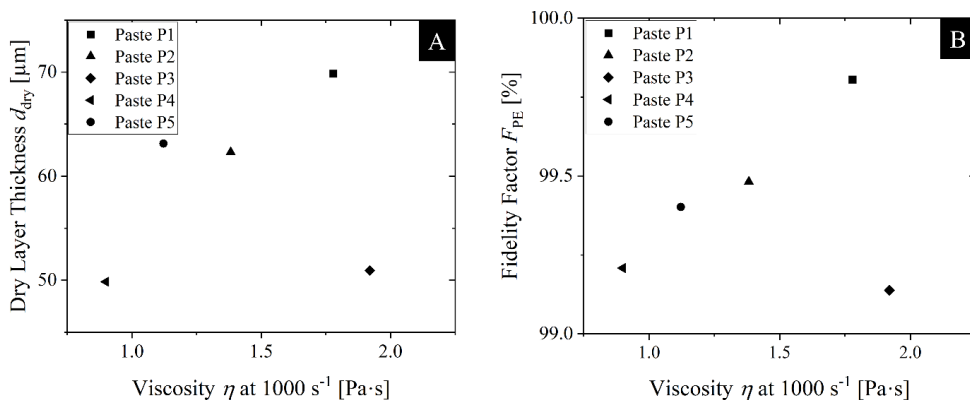 A
Paste P1
Paste P2
Paste P3
Paste P4
Paste P5
70
60
50
Dry Layer Thickness d_dry [µm]
1.0 1.5 2.0
Viscosity η at 1000 s⁻¹ [Pa·s]
B
Paste P1
Paste P2
Paste P3
Paste P4
Paste P5
100.0
99.5
99.0
Fidelity Factor F_PE [%]
1.0 1.5 2.0
Viscosity η at 1000 s⁻¹ [Pa·s]